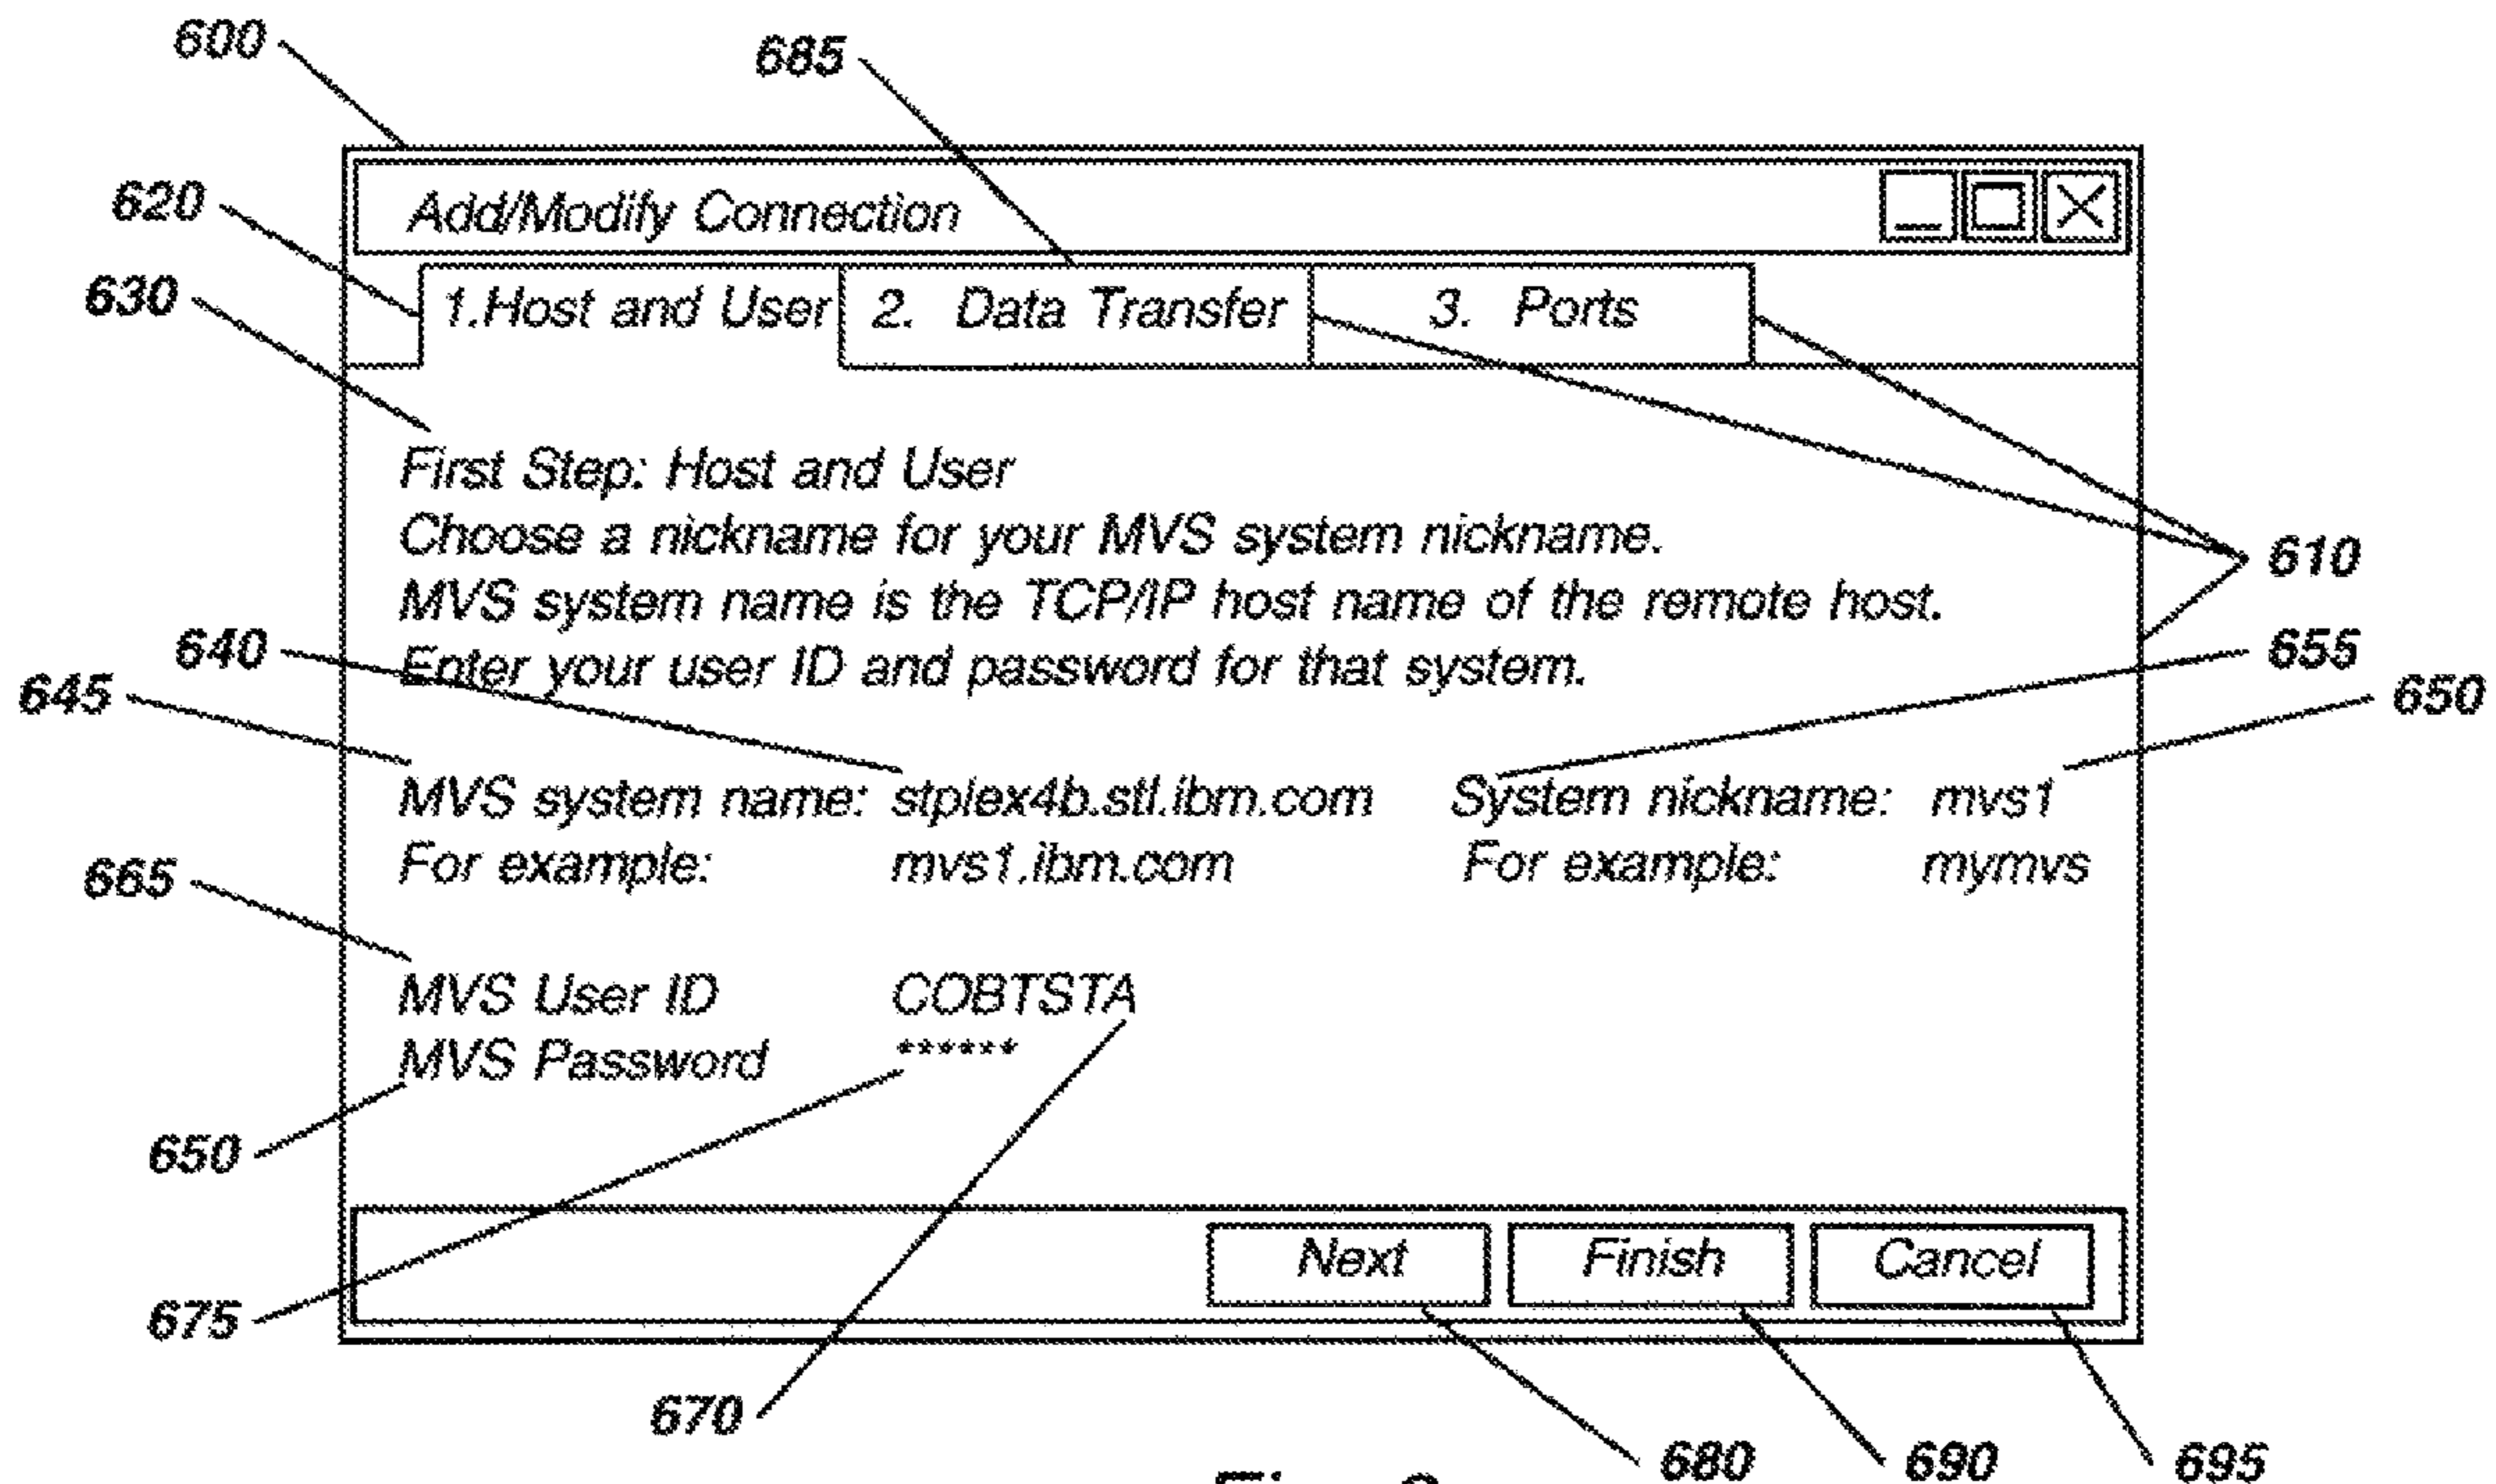 600
685
620
Add/Modify Connection
630
1.Host and User 2. Data Transfer 3. Ports
First Step: Host and User
Choose a nickname for your MVS system nickname.
610
MVS system name is the TCP/IP host name of the remote host.
640
655
Enter your user ID and password for that system.
645
650
MVS system name: stplex4b.stl.ibm.com System nickname: mvs1
For example: mvs1.ibm.com For example: mymvs
665
MVS User ID COBTSTA
MVS Password ******
650
Next Finish Cancel
675
670
680 690 695